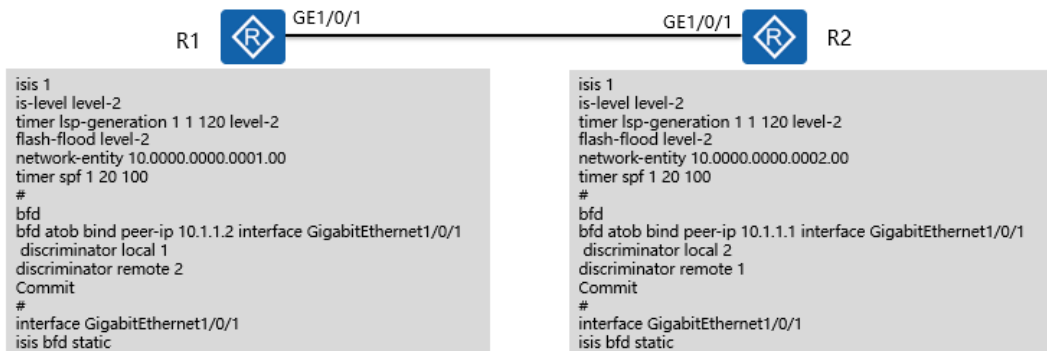 GE1/0/1
GE1/0/1
R1
R
R
R2
isis 1
is-level level-2
timer lsp-generation 1 1 120 level-2
flash-flood level-2
network-entity 10.0000.0000.0001.00
timer spf 1 20 100
#
bfd
bfd atob bind peer-ip 10.1.1.2 interface GigabitEthernet1/0/1
discriminator local 1
discriminator remote 2
Commit
#
interface GigabitEthernet1/0/1
isis bfd static
isis 1
is-level level-2
timer lsp-generation 1 1 120 level-2
flash-flood level-2
network-entity 10.0000.0000.0002.00
timer spf 1 20 100
#
bfd
bfd atob bind peer-ip 10.1.1.1 interface GigabitEthernet1/0/1
discriminator local 2
discriminator remote 1
Commit
#
interface GigabitEthernet1/0/1
isis bfd static